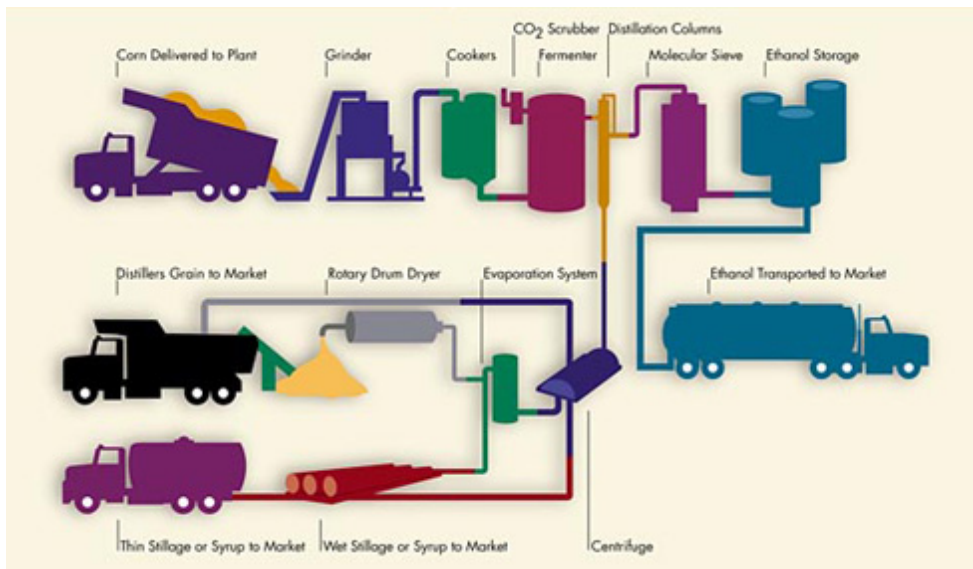 CO2 Scrubber
Distillation Columns
Corn Delivered to Plant
Grinder
Cookers
Fermenter
Molecular Sieve
Ethanol Storage
Distillers Grain to Market
Rotary Drum Dryer
Evaporation System
Ethanol Transported to Market
Thin Stillage or Syrup to Market
Wet Stillage or Syrup to Market
Centrifuge